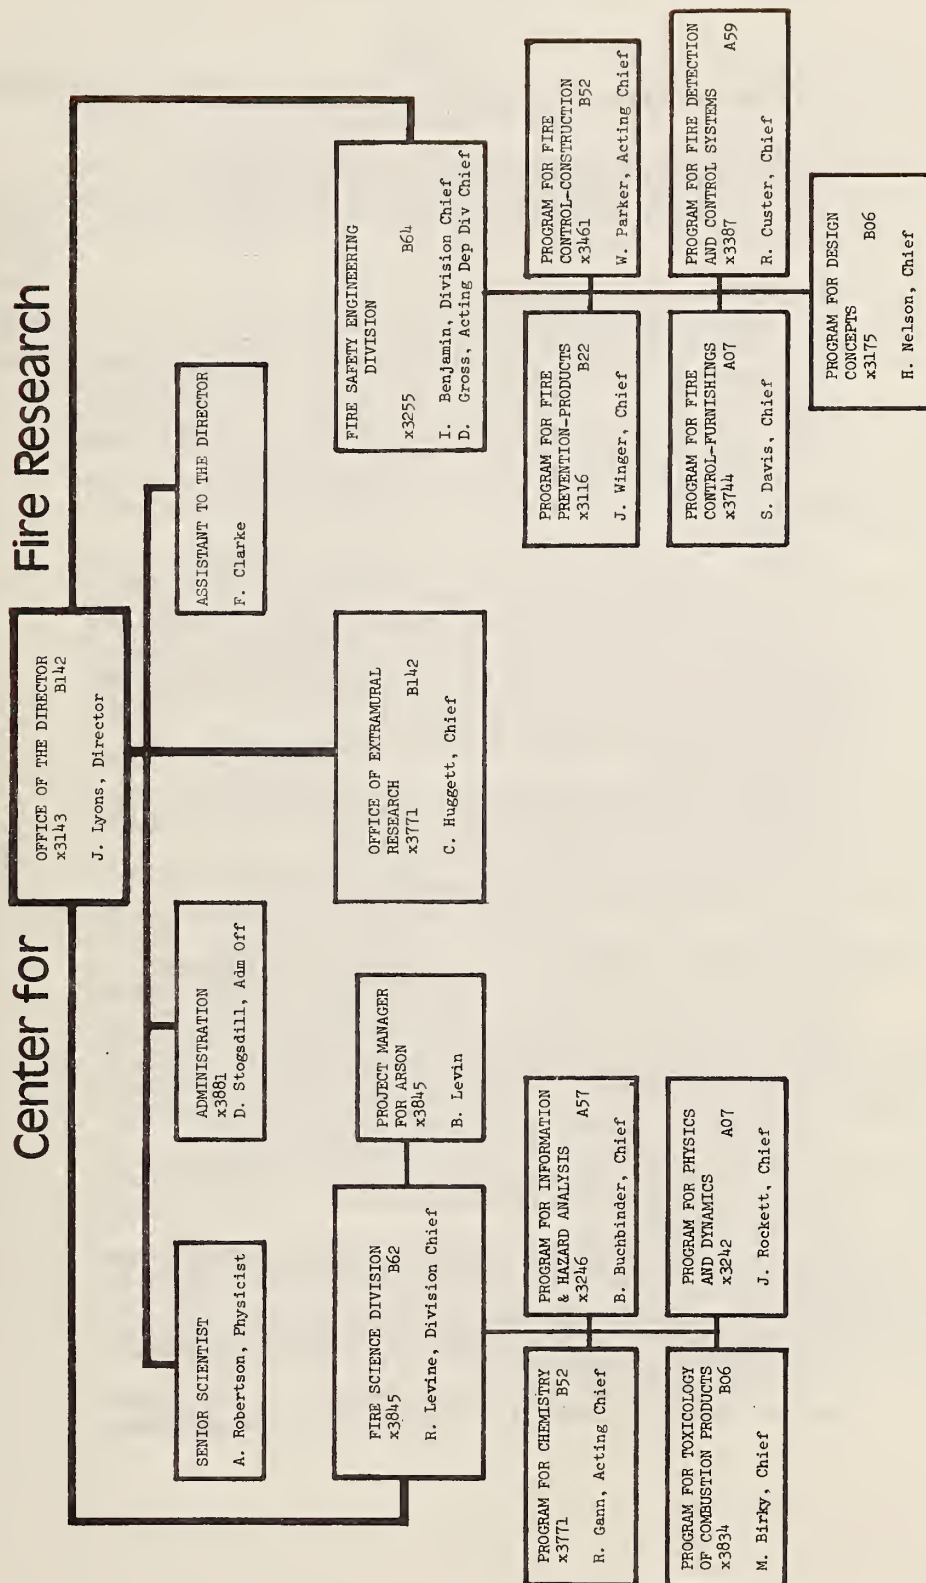 Center for Fire Research
OFFICE OF THE DIRECTOR
x3143 B142
J. Lyons, Director
SENIOR SCIENTIST
A. Robertson, Physicist
ADMINISTRATION
x3881
D. Stogsdill, Adm Off
ASSISTANT TO THE DIRECTOR
F. Clarke
FIRE SCIENCE DIVISION
x3845 B62
R. Levine, Division Chief
PROJECT MANAGER
FOR ARSON
x3845
B. Levin
OFFICE OF EXTRAMURAL
RESEARCH
x3771 B142
C. Huggett, Chief
FIRE SAFETY ENGINEERING
DIVISION
x3255 B64
I. Benjamin, Division Chief
D. Gross, Acting Dep Div Chief
PROGRAM FOR CHEMISTRY
x3771 B52
R. Gann, Acting Chief
PROGRAM FOR INFORMATION
& HAZARD ANALYSIS
x3246 A57
B. Buchbinder, Chief
PROGRAM FOR TOXICOLOGY
OF COMBUSTION PRODUCTS
x3834 B06
M. Birky, Chief
PROGRAM FOR PHYSICS
AND DYNAMICS
x3242 A07
J. Rockett, Chief
PROGRAM FOR FIRE
PREVENTION-PRODUCTS
x3116 B22
J. Winger, Chief
PROGRAM FOR FIRE
CONTROL-CONSTRUCTION
x3461 B52
W. Parker, Acting Chief
PROGRAM FOR FIRE
CONTROL-FURNISHINGS
x3744 A07
S. Davis, Chief
PROGRAM FOR FIRE DETECTION
AND CONTROL SYSTEMS
x3387 A59
R. Custer, Chief
PROGRAM FOR DESIGN
CONCEPTS
x3175 B06
H. Nelson, Chief